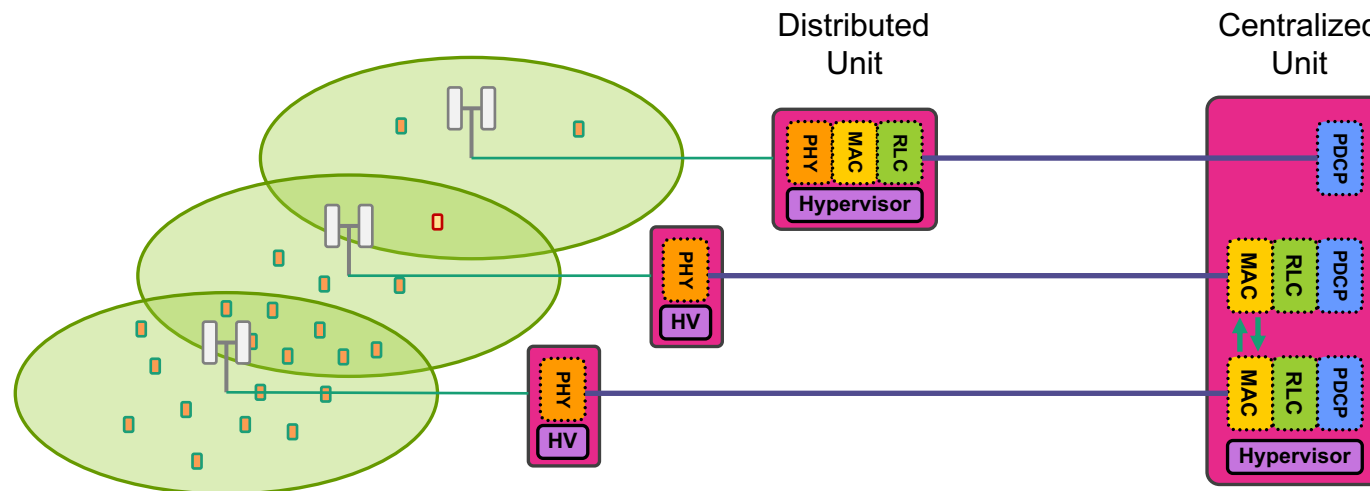 Distributed
Unit
Centralized
Unit
PHY
MAC
RLC
Hypervisor
PDCP
PHY
HV
MAC
RLC
PDCP
PHY
HV
MAC
RLC
PDCP
Hypervisor